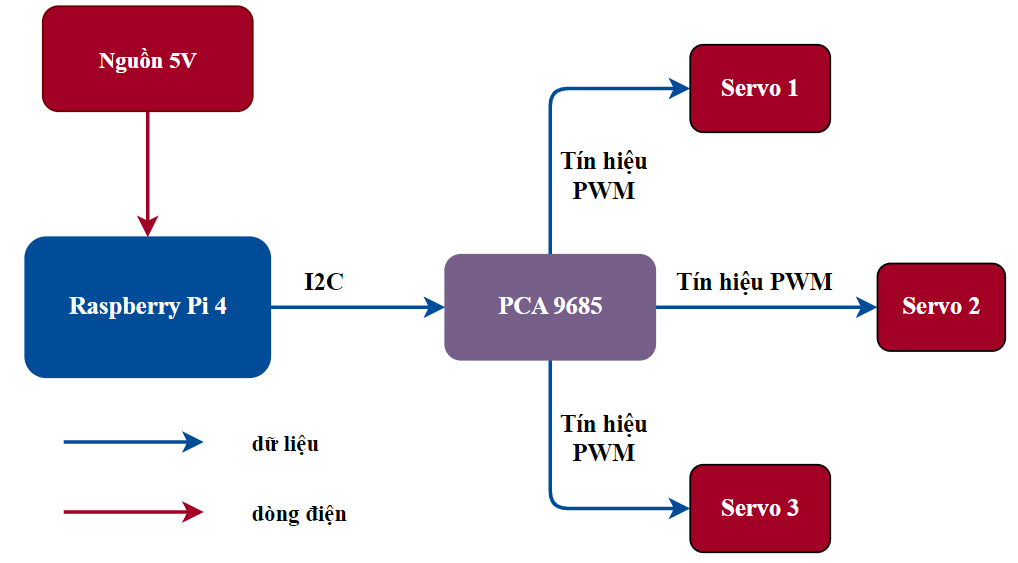 Nguồn 5V
Servo 1
Tín hiệu
PWM
Raspberry Pi 4
I2C
PCA 9685
Tín hiệu PWM
Servo 2
Tín hiệu
PWM
Servo 3
dữ liệu
dòng điện